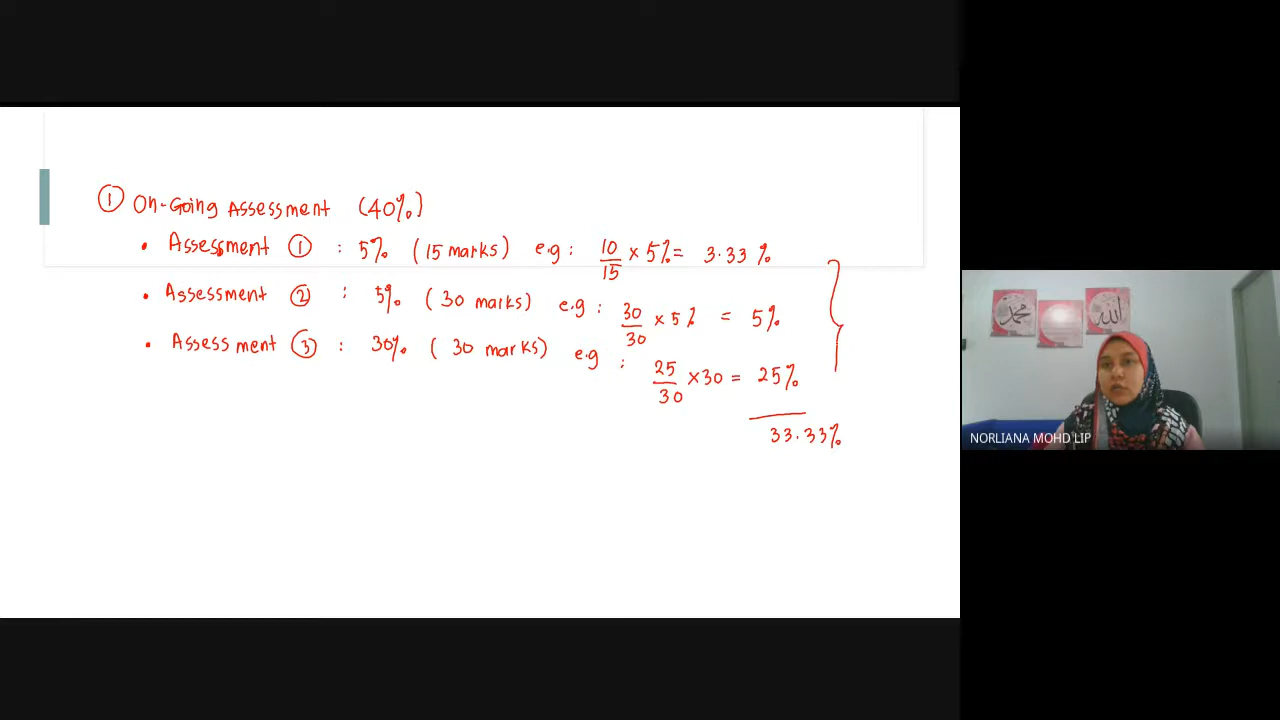 ① On-Going Assessment (40%)
• Assessment ① : 5% (15 marks) e.g : 10/15 × 5% = 3.33 %
• Assessment ② : 5% (30 marks) e.g : 30/30 × 5% = 5%
• Assessment ③ : 30% (30 marks) e.g : 25/30 × 30 = 25%
33.33%
محمد
الله
NORLIANA MOHD LIP